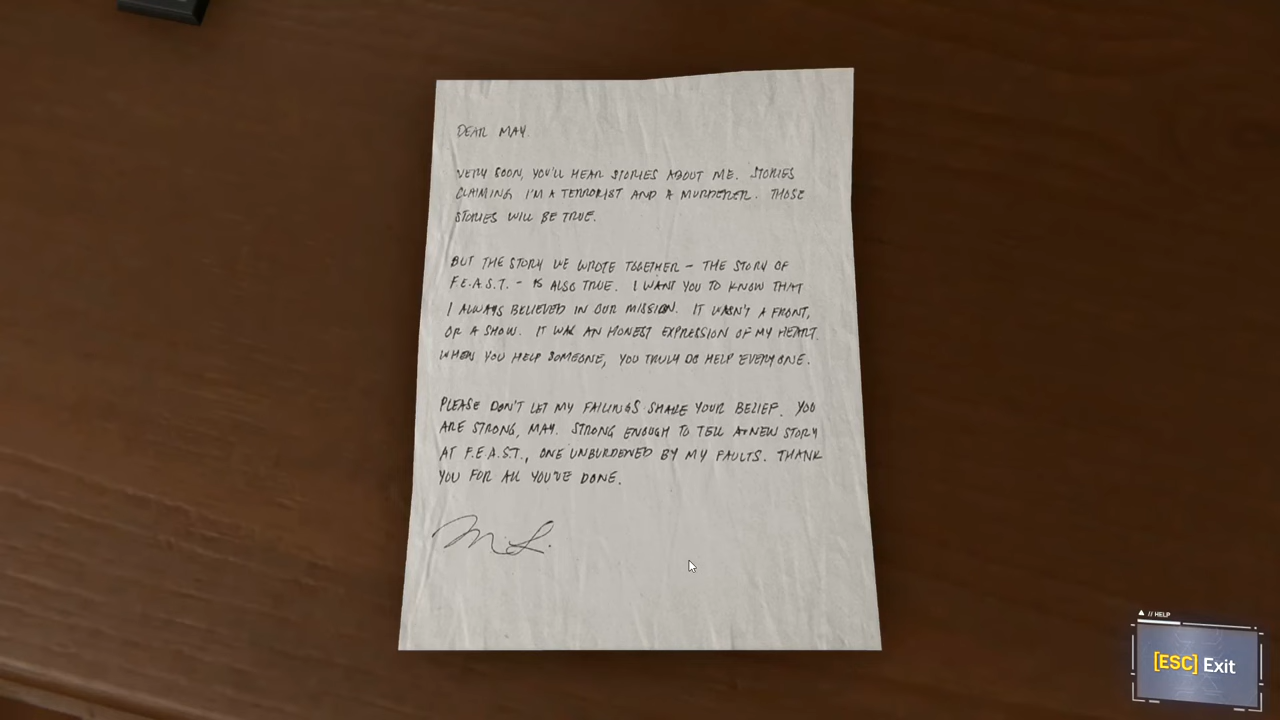 DEAR MAY.
VERY SOON, YOU'LL HEAR STORIES ABOUT ME. STORIES
CLAIMING I'M A TERRORIST AND A MURDERER. THOSE
STORIES WILL BE TRUE.
BUT THE STORY WE WROTE TOGETHER - THE STORY OF
F.E.A.S.T. - IS ALSO TRUE. I WANT YOU TO KNOW THAT
I ALWAYS BELIEVED IN OUR MISSION. IT WASN'T A FRONT,
OR A SHOW. IT WAS AN HONEST EXPRESSION OF MY HEART.
WHEN YOU HELP SOMEONE, YOU TRULY DO HELP EVERYONE.
PLEASE DON'T LET MY FAILINGS SHAKE YOUR BELIEF. YOU
ARE STRONG, MAY. STRONG ENOUGH TO TELL A NEW STORY
AT F.E.A.S.T., ONE UNBURDENED BY MY FAULTS. THANK
YOU FOR ALL YOU'VE DONE.
M.L.
// HELP
[ESC] Exit